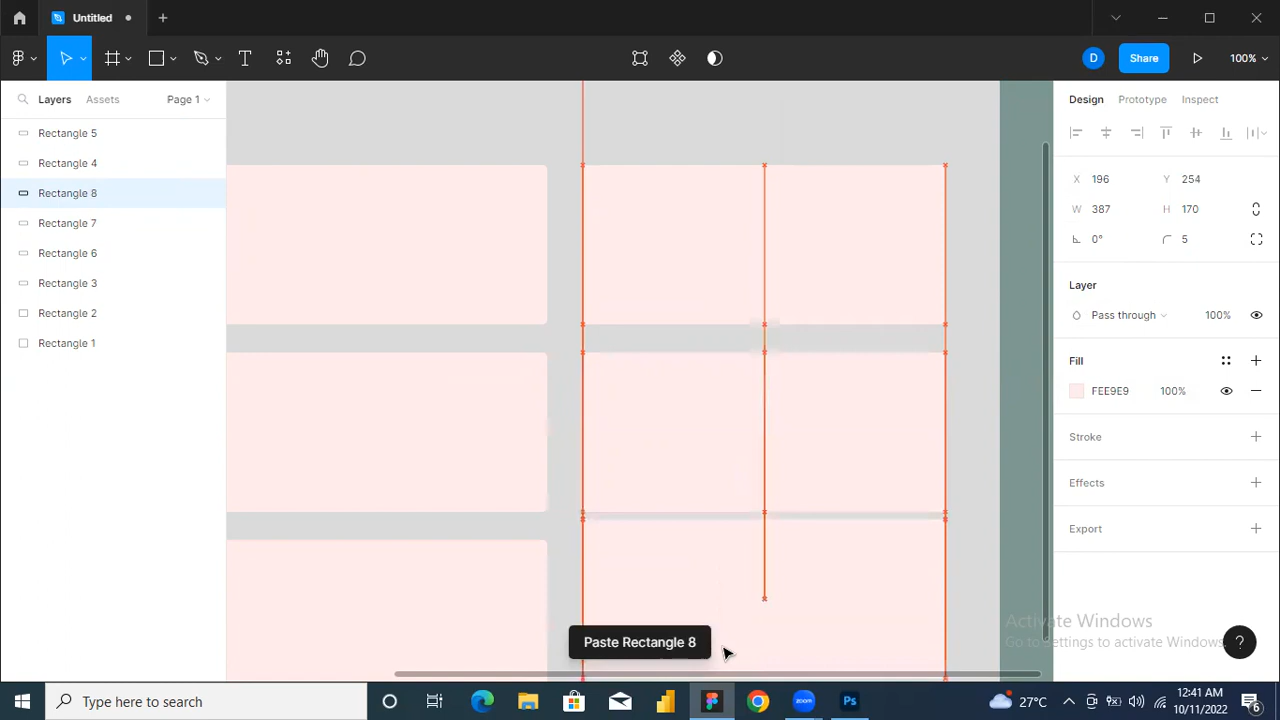 Untitled
Share
100%
Layers
Assets
Page 1
Design
Prototype
Inspect
Rectangle 5
Rectangle 4
Rectangle 8
Rectangle 7
Rectangle 6
Rectangle 3
Rectangle 2
Rectangle 1
X 196 Y 254
W 387 H 170
0° 5
Layer
Pass through 100%
Fill
FEE9E9 100%
Stroke
Effects
Export
Activate Windows
Go to Settings to activate Windows.
Paste Rectangle 8
?
D
Type here to search
zoom
Ps
27°C
12:41 AM
10/11/2022
6